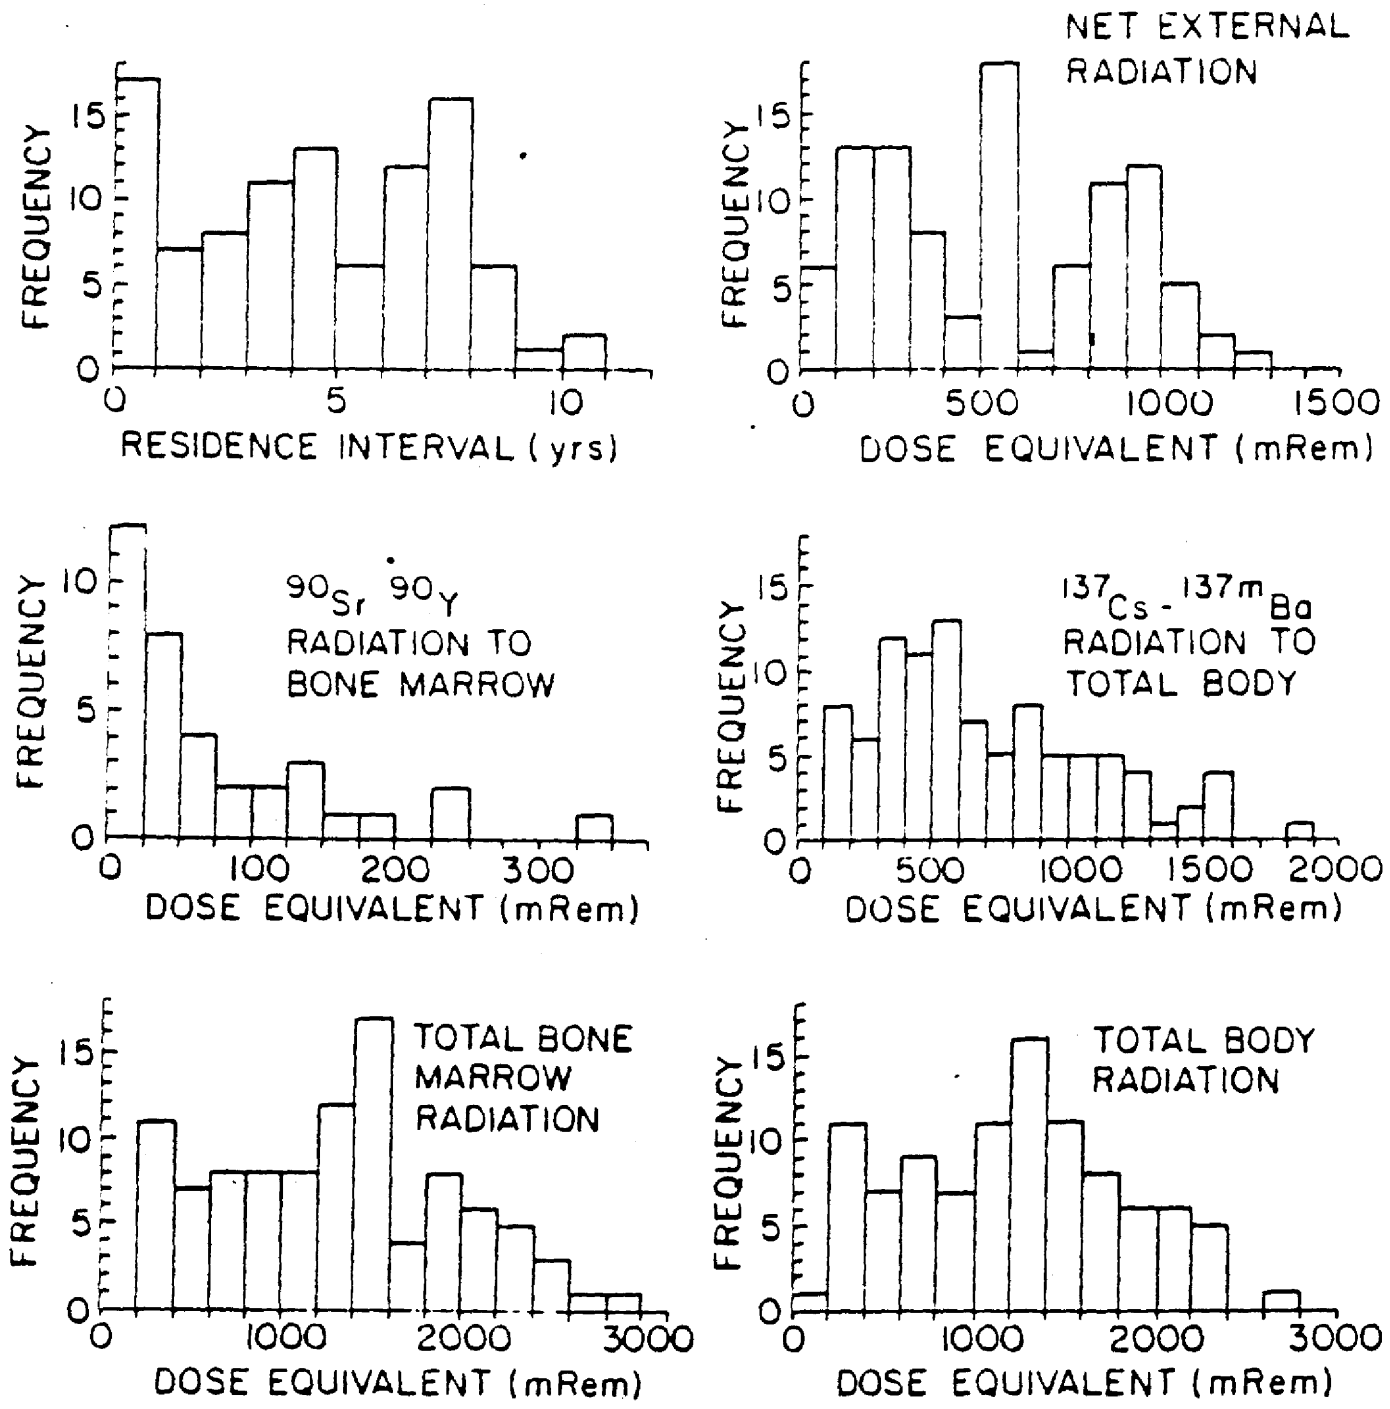 FREQUENCY
15
10
5
0
0 5 10
RESIDENCE INTERVAL (yrs)
NET EXTERNAL
RADIATION
FREQUENCY
15
10
5
0
0 500 1000 1500
DOSE EQUIVALENT (mRem)
FREQUENCY
10
5
0
90Sr 90Y
RADIATION TO
BONE MARROW
0 100 200 300
DOSE EQUIVALENT (mRem)
FREQUENCY
15
10
5
0
137Cs - 137mBa
RADIATION TO
TOTAL BODY
0 500 1000 1500 2000
DOSE EQUIVALENT (mRem)
FREQUENCY
15
10
5
0
TOTAL BONE
MARROW
RADIATION
0 1000 2000 3000
DOSE EQUIVALENT (mRem)
FREQUENCY
15
10
5
0
TOTAL BODY
RADIATION
0 1000 2000 3000
DOSE EQUIVALENT (mRem)